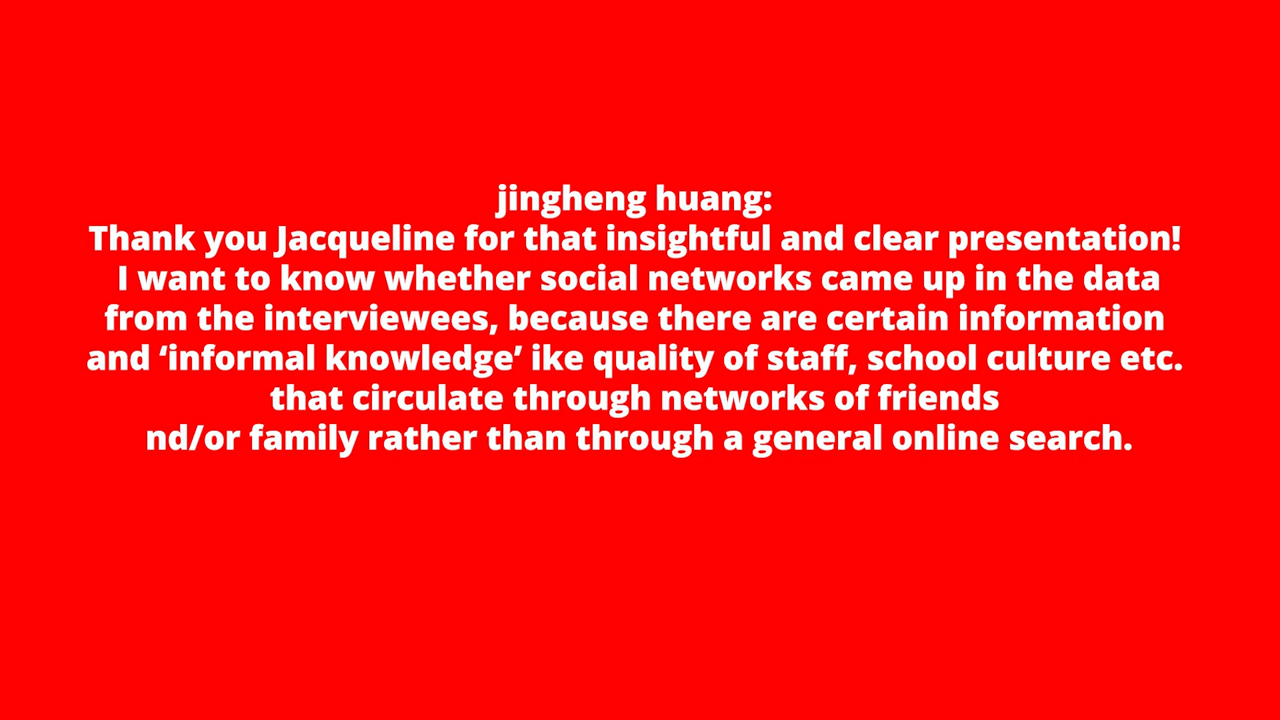 jingheng huang:
Thank you Jacqueline for that insightful and clear presentation!
I want to know whether social networks came up in the data
from the interviewees, because there are certain information
and ‘informal knowledge’ ike quality of staff, school culture etc.
that circulate through networks of friends
nd/or family rather than through a general online search.